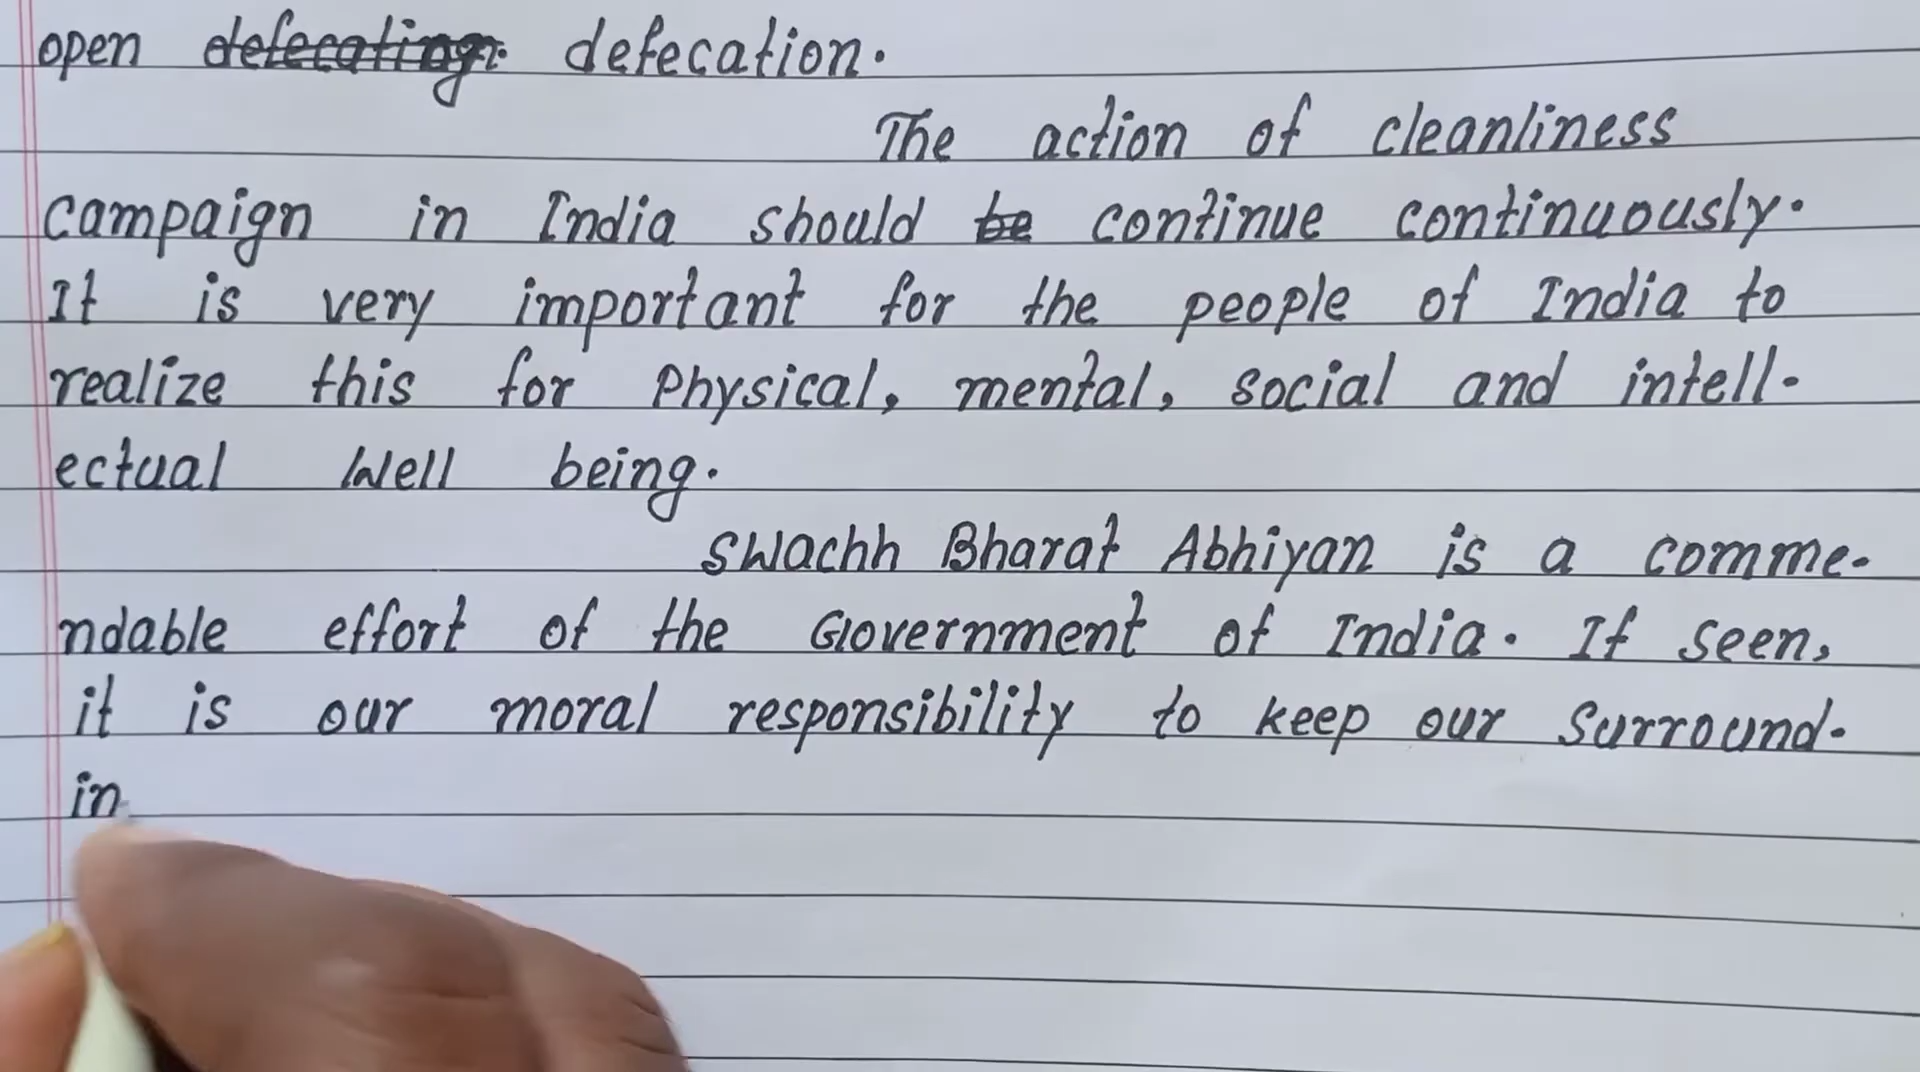 open defecating. defecation.
The action of cleanliness
campaign in India should be continue continuously.
It is very important for the people of India to
realize this for Physical, mental, social and intell-
ectual Well being.
Swachh Bharat Abhiyan is a comme-
ndable effort of the Government of India. If seen,
it is our moral responsibility to keep our Surround-
in